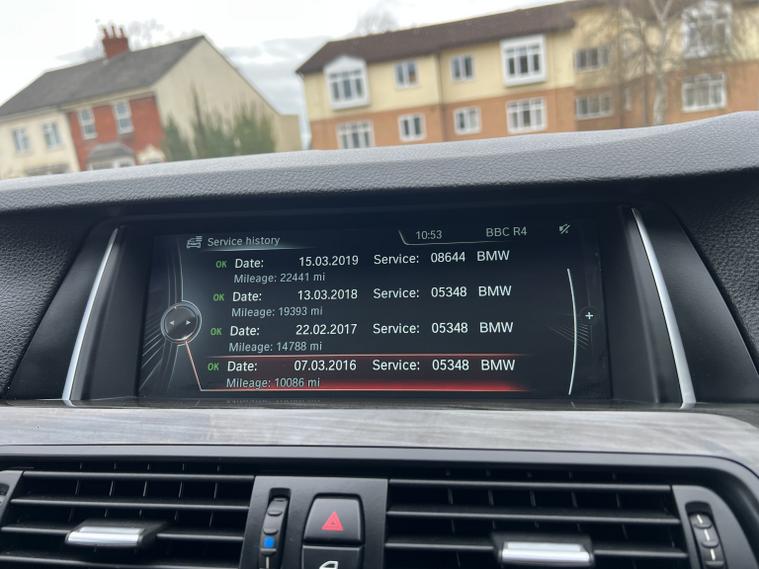 Service history 10:53 BBC R4
OK Date: 15.03.2019 Service: 08644 BMW
Mileage: 22441 mi
OK Date: 13.03.2018 Service: 05348 BMW
Mileage: 19393 mi
OK Date: 22.02.2017 Service: 05348 BMW
Mileage: 14788 mi
OK Date: 07.03.2016 Service: 05348 BMW
Mileage: 10086 mi